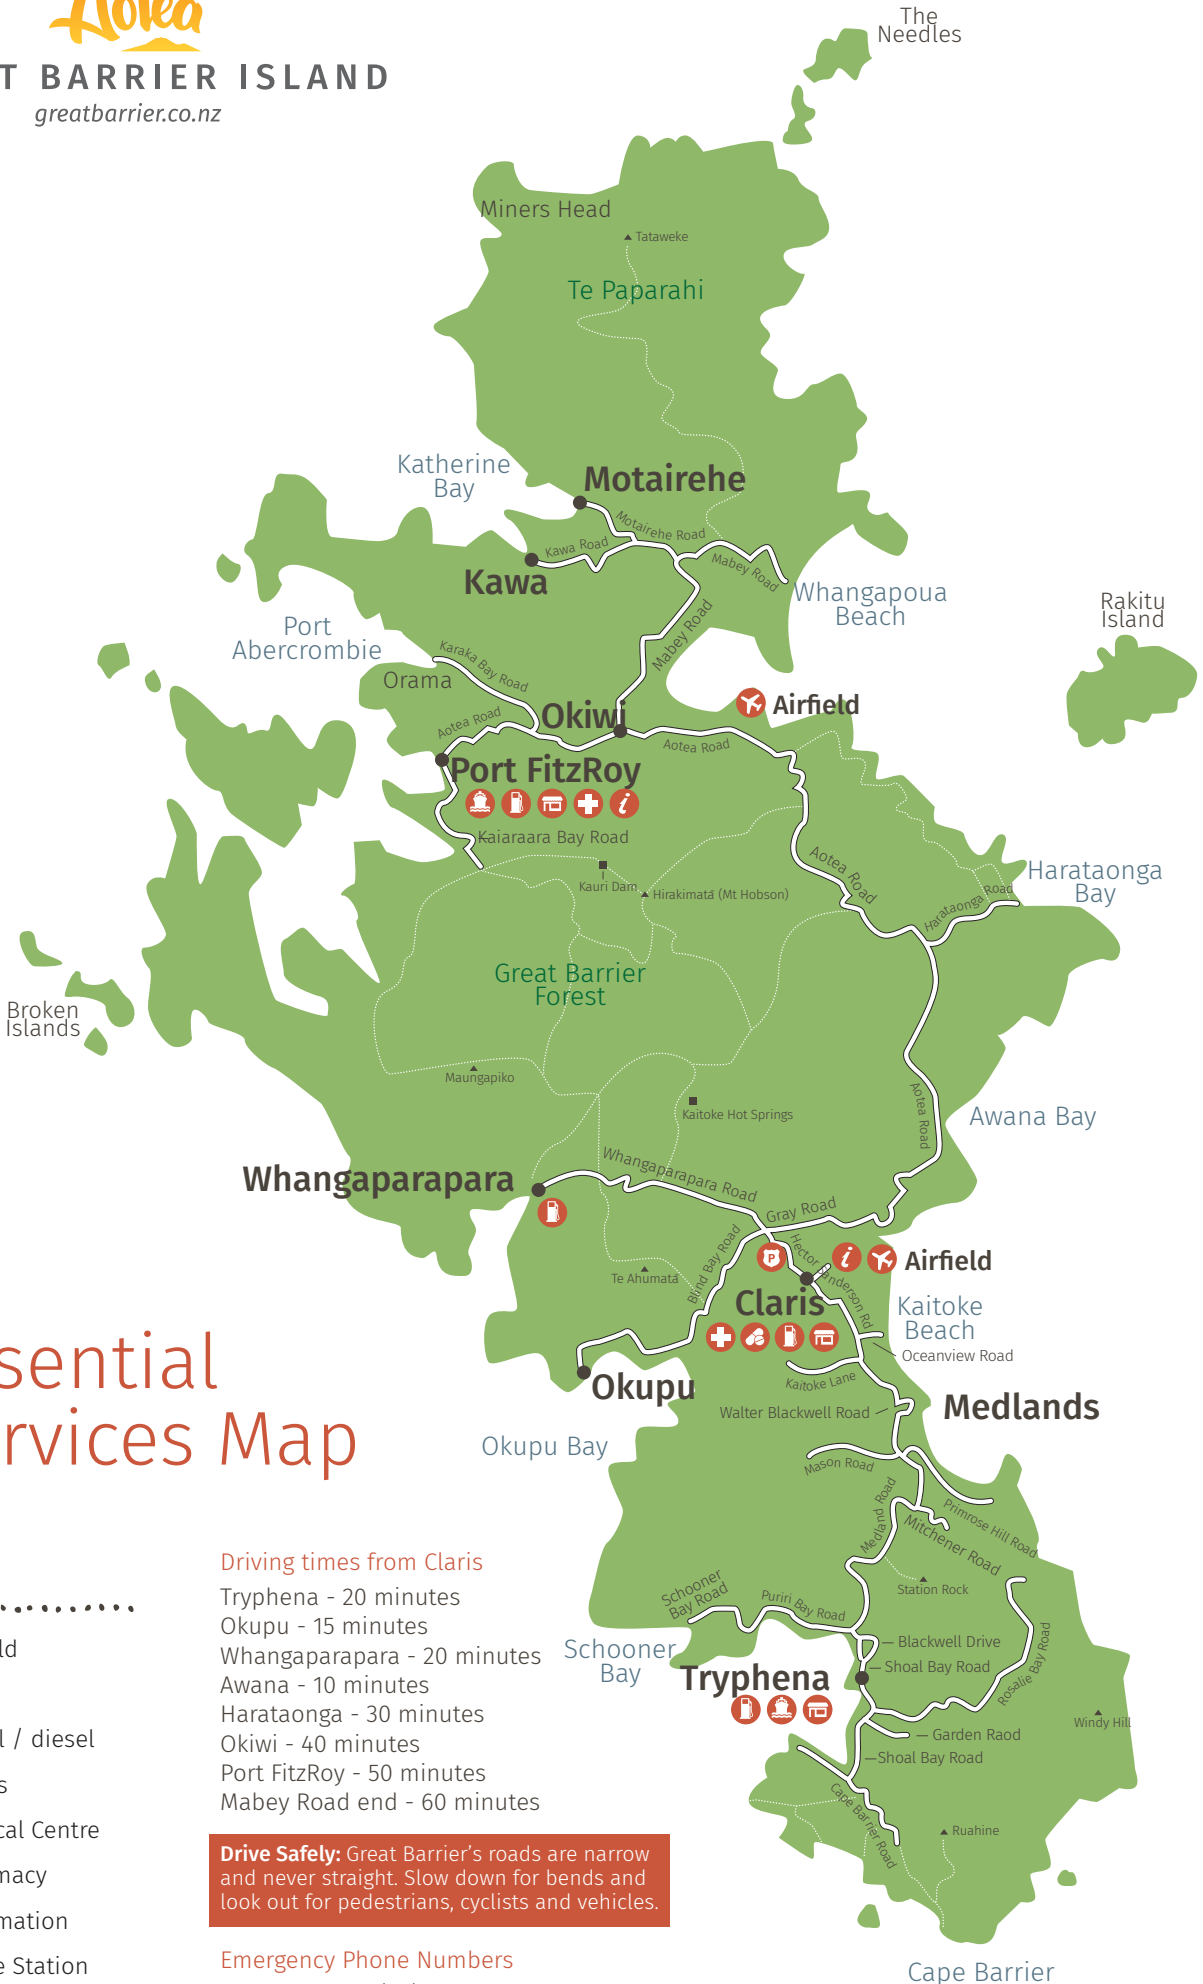 Aotea
T BARRIER ISLAND
greatbarrier.co.nz
The
Needles
Miners Head
Tataweke
Te Paparahi
Katherine
Bay
Motairehe
Motairehe Road
Kawa Road
Kawa
Mabey Road
Whangapoua
Beach
Rakitu
Island
Port
Abercrombie
Mabey Road
Karaka Bay Road
Orama
Okiwi
Airfield
Aotea Road
Aotea Road
Port FitzRoy
Kaiaraara Bay Road
Aotea Road
Harataonga
Bay
Harataonga Road
Kauri Dam
Hirakimatā (Mt Hobson)
Great Barrier
Forest
Broken
Islands
Maungapiko
Kaitoke Hot Springs
Aotea Road
Awana Bay
Whangaparapara
Whangaparapara Road
Gray Road
Blind Bay Road
Hector Sanderson Rd
P
Airfield
Te Ahumatā
Claris
Kaitoke
Beach
Oceanview Road
Okupu
Kaitoke Lane
Walter Blackwell Road
Medlands
Okupu Bay
Mason Road
Medland Road
Primrose Hill Road
Mitchener Road
Station Rock
Schooner
Bay Road
Puriri Bay Road
Schooner
Bay
Blackwell Drive
Shoal Bay Road
Rosalie Bay Road
Tryphena
Windy Hill
Garden Raod
Shoal Bay Road
Cape Barrier Road
Ruahine
Cape Barrier
sential
rvices Map
ld
l / diesel
s
cal Centre
macy
mation
e Station
Driving times from Claris
Tryphena - 20 minutes
Okupu - 15 minutes
Whangaparapara - 20 minutes
Awana - 10 minutes
Harataonga - 30 minutes
Okiwi - 40 minutes
Port FitzRoy - 50 minutes
Mabey Road end - 60 minutes
Drive Safely: Great Barrier's roads are narrow
and never straight. Slow down for bends and
look out for pedestrians, cyclists and vehicles.
Emergency Phone Numbers